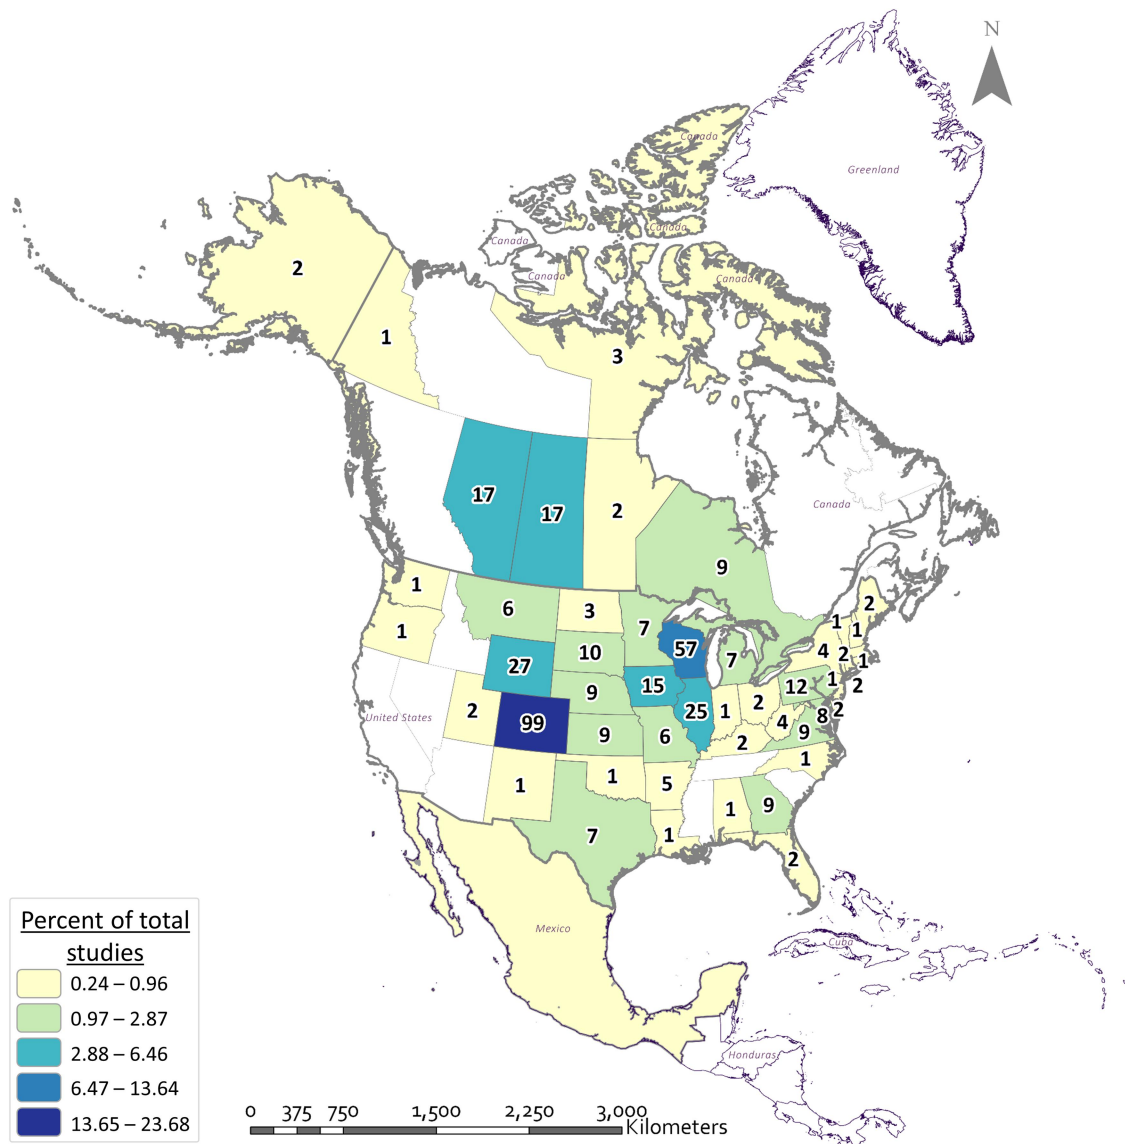 N
Canada
Greenland
Canada
Canada
Canada
2
Canada
1
3
17
17
2
Canada
9
1
6
3
2
1
1
7
1
10
57
7
4
2
1
27
15
12
1
2
9
2
99
25
1
2
4
8
2
United States
9
6
2
9
1
1
1
5
7
1
1
9
2
Mexico
Cuba
Honduras
Percent of total
studies
0.24 – 0.96
0.97 – 2.87
2.88 – 6.46
6.47 – 13.64
13.65 – 23.68
0 375 750 1,500 2,250 3,000
Kilometers